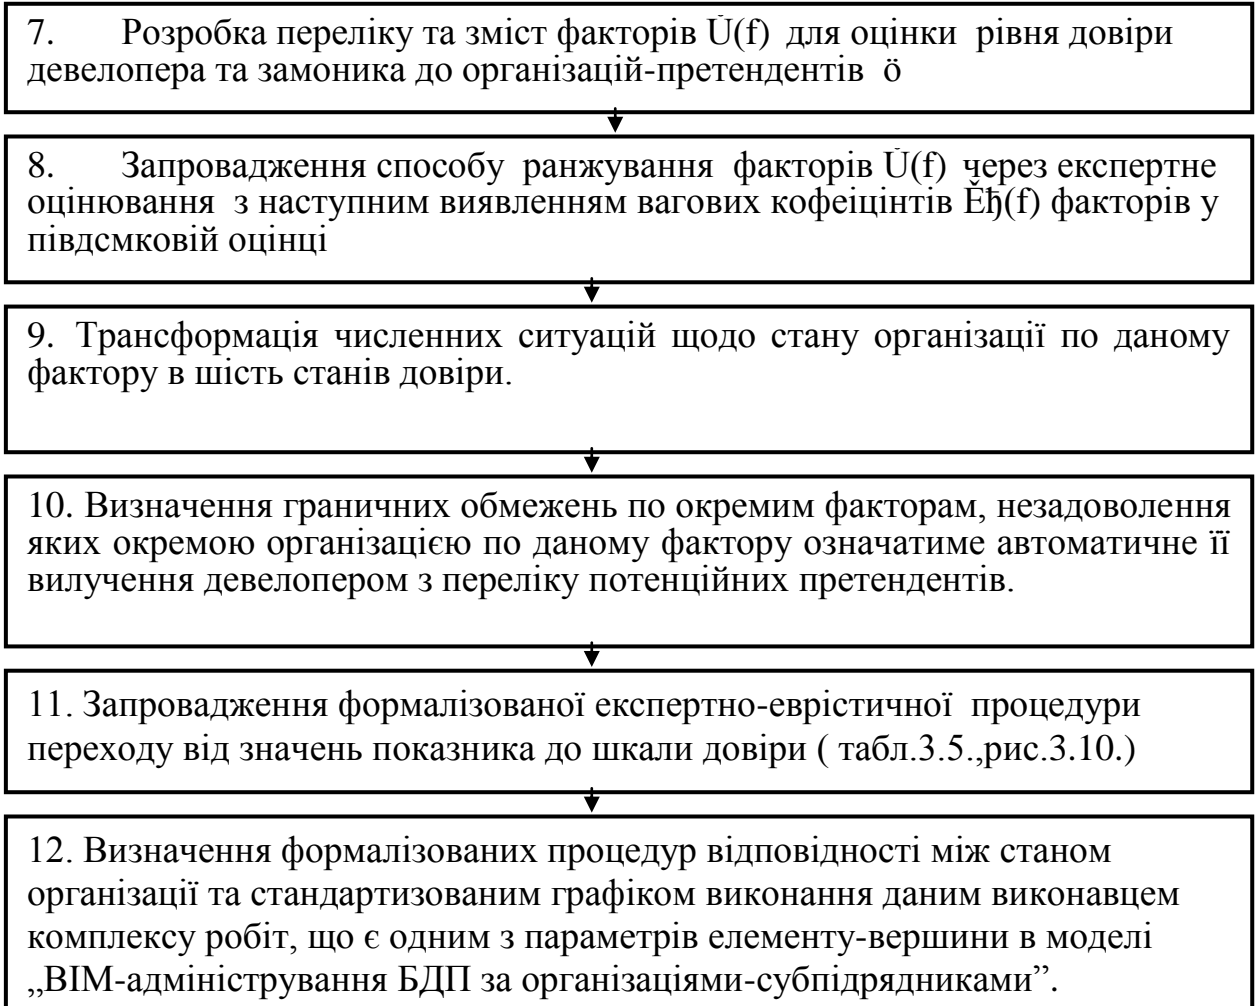 7. Розробка переліку та зміст факторів U̇(f) для оцінки рівня довіри
девелопера та замоника до організацій-претендентів ö
8. Запровадження способу ранжування факторів U̇(f) через експертне
оцінювання з наступним виявленням вагових кофеіцінтів Ěђ(f) факторів у
півдсмковій оцінці
9. Трансформація численних ситуацій щодо стану організації по даному
фактору в шість станів довіри.
10. Визначення граничних обмежень по окремим факторам, незадоволення
яких окремою організацією по даному фактору означатиме автоматичне її
вилучення девелопером з переліку потенційних претендентів.
11. Запровадження формалізованої експертно-еврістичної процедури
переходу від значень показника до шкали довіри ( табл.3.5.,рис.3.10.)
12. Визначення формалізованих процедур відповідності між станом
організації та стандартизованим графіком виконання даним виконавцем
комплексу робіт, що є одним з параметрів елементу-вершини в моделі
„BIM-адміністрування БДП за організаціями-субпідрядниками”.